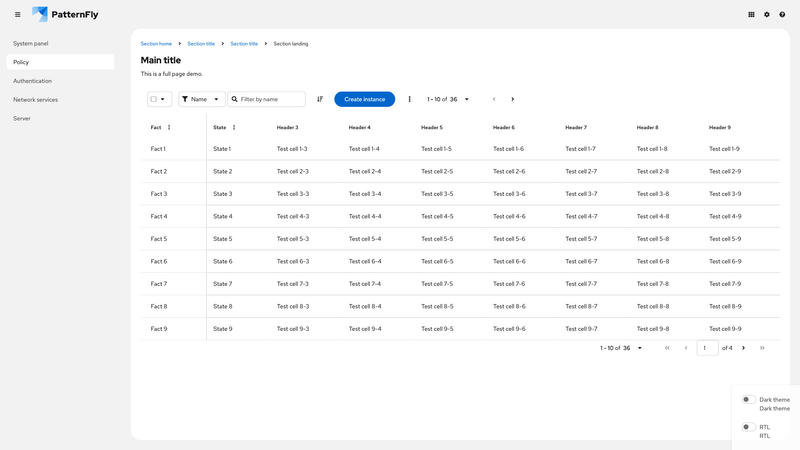 PatternFly
System panel
Policy
Authentication
Network services
Server
Section home Section title Section title Section landing
Main title
This is a full page demo.
Name Filter by name Create instance 1 - 10 of 36
Fact State Header 3 Header 4 Header 5 Header 6 Header 7 Header 8 Header 9
Fact 1 State 1 Test cell 1-3 Test cell 1-4 Test cell 1-5 Test cell 1-6 Test cell 1-7 Test cell 1-8 Test cell 1-9
Fact 2 State 2 Test cell 2-3 Test cell 2-4 Test cell 2-5 Test cell 2-6 Test cell 2-7 Test cell 2-8 Test cell 2-9
Fact 3 State 3 Test cell 3-3 Test cell 3-4 Test cell 3-5 Test cell 3-6 Test cell 3-7 Test cell 3-8 Test cell 3-9
Fact 4 State 4 Test cell 4-3 Test cell 4-4 Test cell 4-5 Test cell 4-6 Test cell 4-7 Test cell 4-8 Test cell 4-9
Fact 5 State 5 Test cell 5-3 Test cell 5-4 Test cell 5-5 Test cell 5-6 Test cell 5-7 Test cell 5-8 Test cell 5-9
Fact 6 State 6 Test cell 6-3 Test cell 6-4 Test cell 6-5 Test cell 6-6 Test cell 6-7 Test cell 6-8 Test cell 6-9
Fact 7 State 7 Test cell 7-3 Test cell 7-4 Test cell 7-5 Test cell 7-6 Test cell 7-7 Test cell 7-8 Test cell 7-9
Fact 8 State 8 Test cell 8-3 Test cell 8-4 Test cell 8-5 Test cell 8-6 Test cell 8-7 Test cell 8-8 Test cell 8-9
Fact 9 State 9 Test cell 9-3 Test cell 9-4 Test cell 9-5 Test cell 9-6 Test cell 9-7 Test cell 9-8 Test cell 9-9
1 - 10 of 36 1 of 4
Dark theme
Dark theme
RTL
RTL